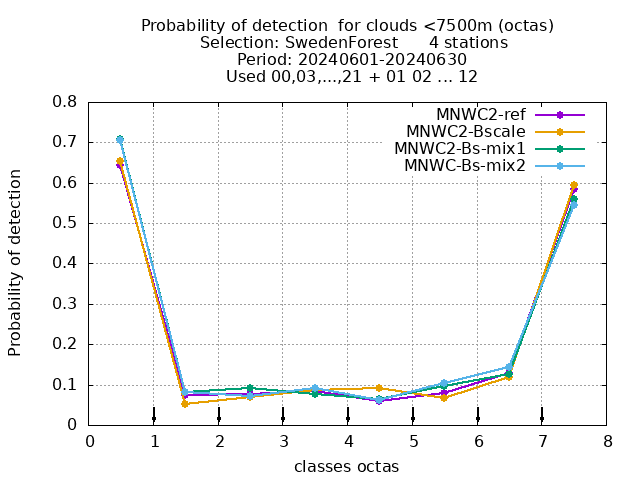 Probability of detection  for clouds <7500m (octas)
Selection: SwedenForest      4 stations
Period: 20240601-20240630
Used 00,03,...,21 + 01 02 ... 12
MNWC2-ref
MNWC2-Bscale
MNWC2-Bs-mix1
MNWC-Bs-mix2
Probability of detection
0.8
0.7
0.6
0.5
0.4
0.3
0.2
0.1
0
0 1 2 3 4 5 6 7 8
classes octas